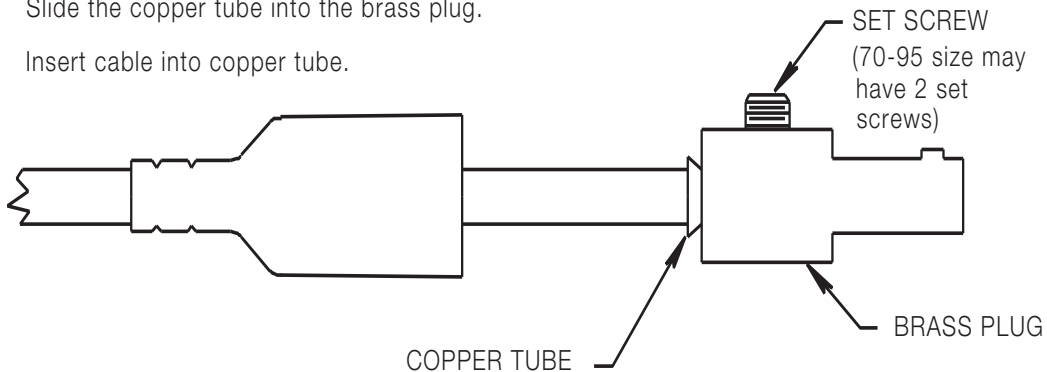 Slide the copper tube into the brass plug.
Insert cable into copper tube.
SET SCREW
(70-95 size may
have 2 set
screws)
BRASS PLUG
COPPER TUBE